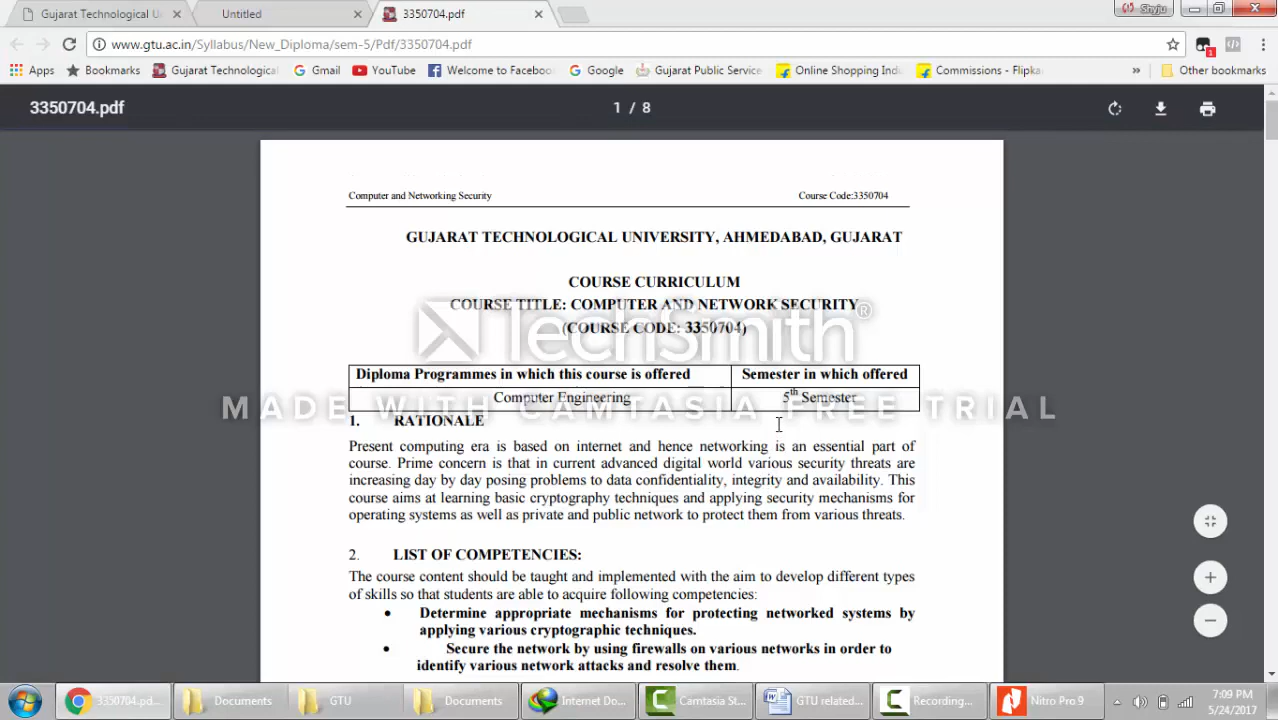 Gujarat Technological Ur
Untitled
3350704.pdf
Shyju
www.gtu.ac.in/Syllabus/New_Diploma/sem-5/Pdf/3350704.pdf
1
Apps
Bookmarks
Gujarat Technological
Gmail
YouTube
Welcome to Faceboo
Google
Gujarat Public Service
Online Shopping Indi
Commissions - Flipka
»
Other bookmarks
3350704.pdf
1 / 8
Computer and Networking Security
Course Code:3350704
GUJARAT TECHNOLOGICAL UNIVERSITY, AHMEDABAD, GUJARAT
COURSE CURRICULUM
COURSE TITLE: COMPUTER AND NETWORK SECURITY
(COURSE CODE: 3350704)
TechSmith®
Diploma Programmes in which this course is offered
Semester in which offered
Computer Engineering
5th Semester
MADE WITH CAMTASIA FREE TRIAL
1. RATIONALE
Present computing era is based on internet and hence networking is an essential part of
course. Prime concern is that in current advanced digital world various security threats are
increasing day by day posing problems to data confidentiality, integrity and availability. This
course aims at learning basic cryptography techniques and applying security mechanisms for
operating systems as well as private and public network to protect them from various threats.
2. LIST OF COMPETENCIES:
The course content should be taught and implemented with the aim to develop different types
of skills so that students are able to acquire following competencies:
• Determine appropriate mechanisms for protecting networked systems by
applying various cryptographic techniques.
• Secure the network by using firewalls on various networks in order to
identify various network attacks and resolve them.
3350704.pd...
Documents
GTU
Documents
Internet Do...
Camtasia St...
GTU related...
Recording...
Nitro Pro 9
7:09 PM
5/24/2017